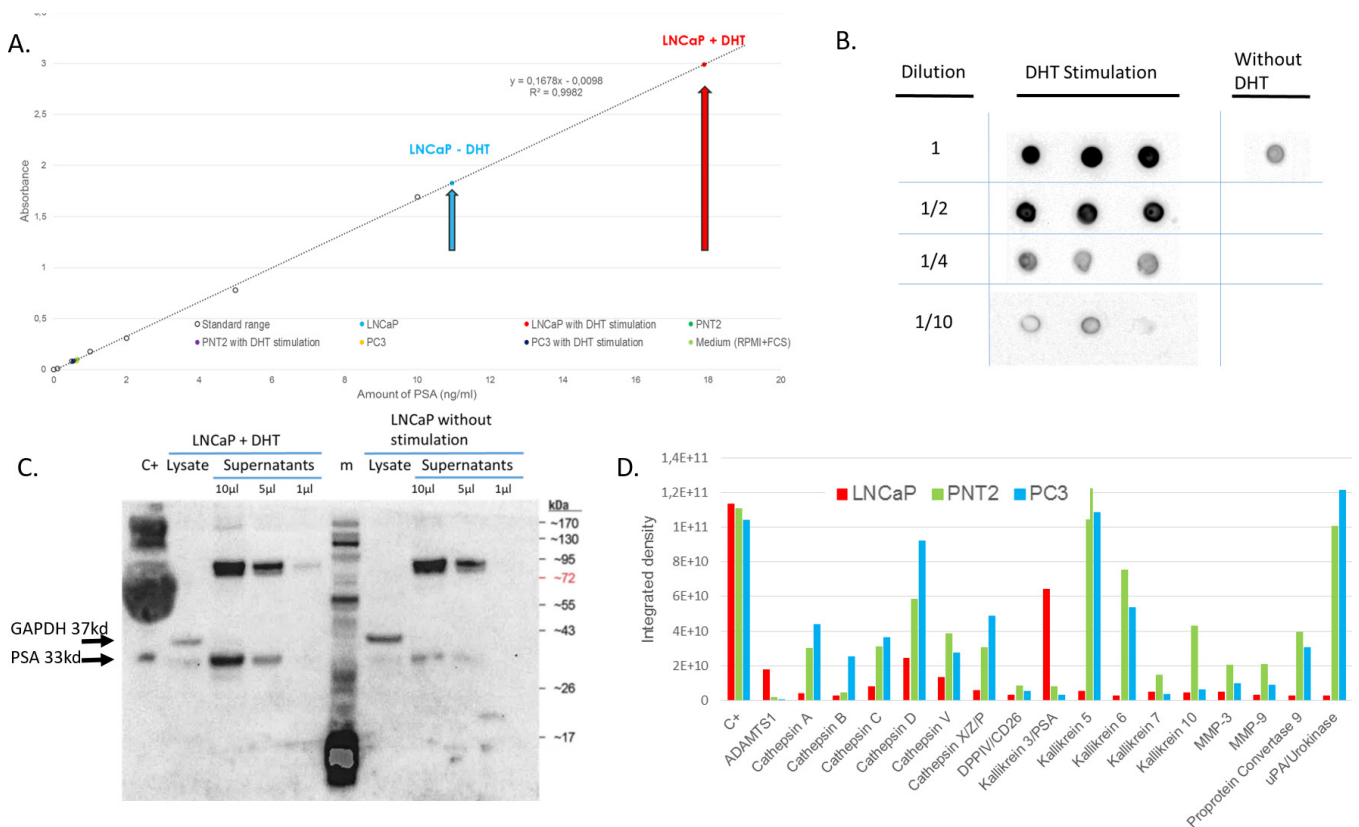 A.
3,5
3
2,5
2
1,5
1
0,5
0
Absorbance
LNCaP + DHT
y = 0,1678x - 0,0098
R² = 0,9982
LNCaP - DHT
Standard range
LNCaP
LNCaP with DHT stimulation
PNT2
PNT2 with DHT stimulation
PC3
PC3 with DHT stimulation
Medium (RPMI+FCS)
0 2 4 6 8 10 12 14 16 18 20
Amount of PSA (ng/ml)
B.
Dilution
DHT Stimulation
Without
DHT
1
1/2
1/4
1/10
C.
LNCaP + DHT
LNCaP without
stimulation
C+ Lysate Supernatants m Lysate Supernatants
10µl 5µl 1µl 10µl 5µl 1µl
kDa
~170
~130
~95
~72
~55
~43
~26
~17
GAPDH 37kd
PSA 33kd
D.
1,4E+11
1,2E+11
1E+11
8E+10
6E+10
4E+10
2E+10
0
Integrated density
LNCaP PNT2 PC3
C+
ADAMTS1
Cathepsin A
Cathepsin B
Cathepsin C
Cathepsin D
Cathepsin V
Cathepsin X/Z/P
DPPIV/CD26
Kallikrein 3/PSA
Kallikrein 5
Kallikrein 6
Kallikrein 7
Kallikrein 10
MMP-3
MMP-9
Proprotein Convertase 9
uPA/Urokinase